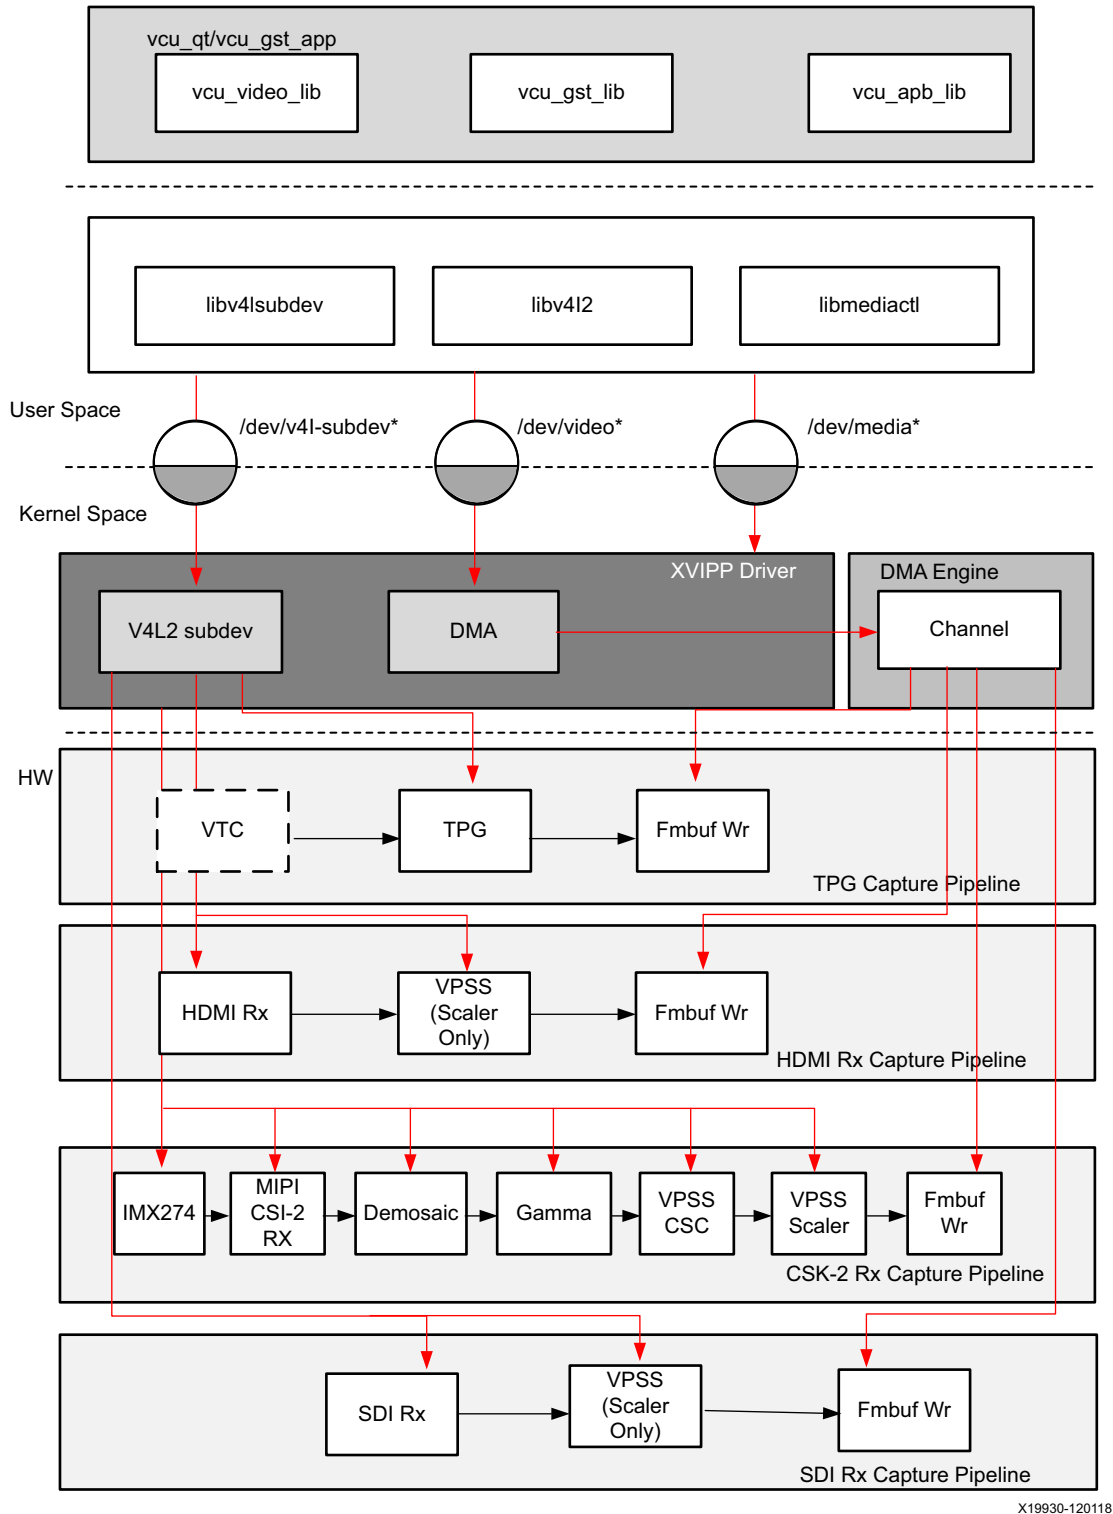 vcu_qt/vcu_gst_app
vcu_video_lib
vcu_gst_lib
vcu_apb_lib
libv4lsubdev
libv4l2
libmediactl
User Space
/dev/v4l-subdev*
/dev/video*
/dev/media*
Kernel Space
XVIPP Driver
DMA Engine
V4L2 subdev
DMA
Channel
HW
VTC
TPG
Fmbuf Wr
TPG Capture Pipeline
HDMI Rx
VPSS
(Scaler
Only)
Fmbuf Wr
HDMI Rx Capture Pipeline
IMX274
MIPI
CSI-2
RX
Demosaic
Gamma
VPSS
CSC
VPSS
Scaler
Fmbuf
Wr
CSK-2 Rx Capture Pipeline
SDI Rx
VPSS
(Scaler
Only)
Fmbuf Wr
SDI Rx Capture Pipeline
X19930-120118